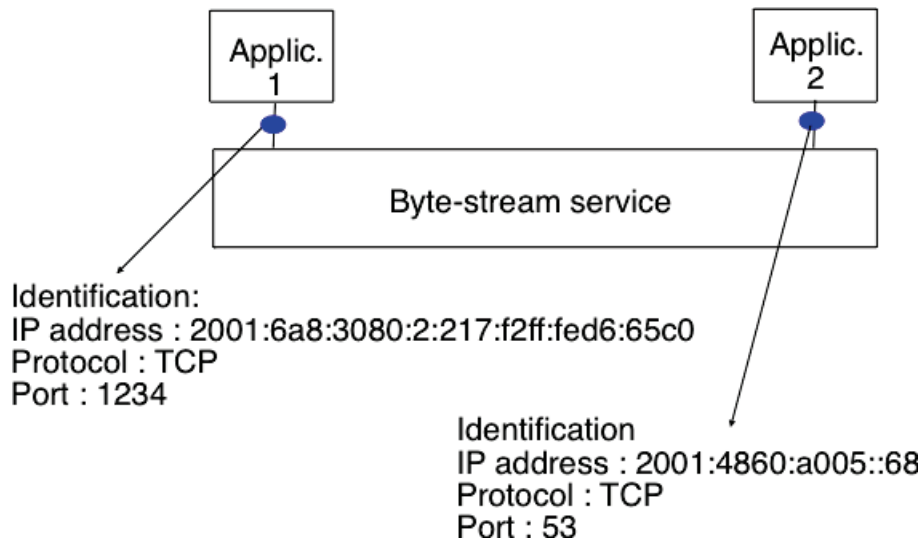 Applic.
1
Applic.
2
Byte-stream service
Identification:
IP address : 2001:6a8:3080:2:217:f2ff:fed6:65c0
Protocol : TCP
Port : 1234
Identification
IP address : 2001:4860:a005::68
Protocol : TCP
Port : 53